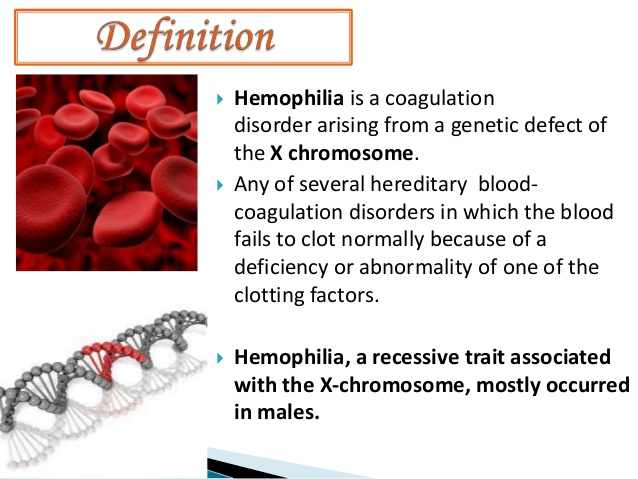 Definition
Hemophilia is a coagulation
disorder arising from a genetic defect of
the X chromosome.
Any of several hereditary blood-
coagulation disorders in which the blood
fails to clot normally because of a
deficiency or abnormality of one of the
clotting factors.
Hemophilia, a recessive trait associated
with the X-chromosome, mostly occurred
in males.